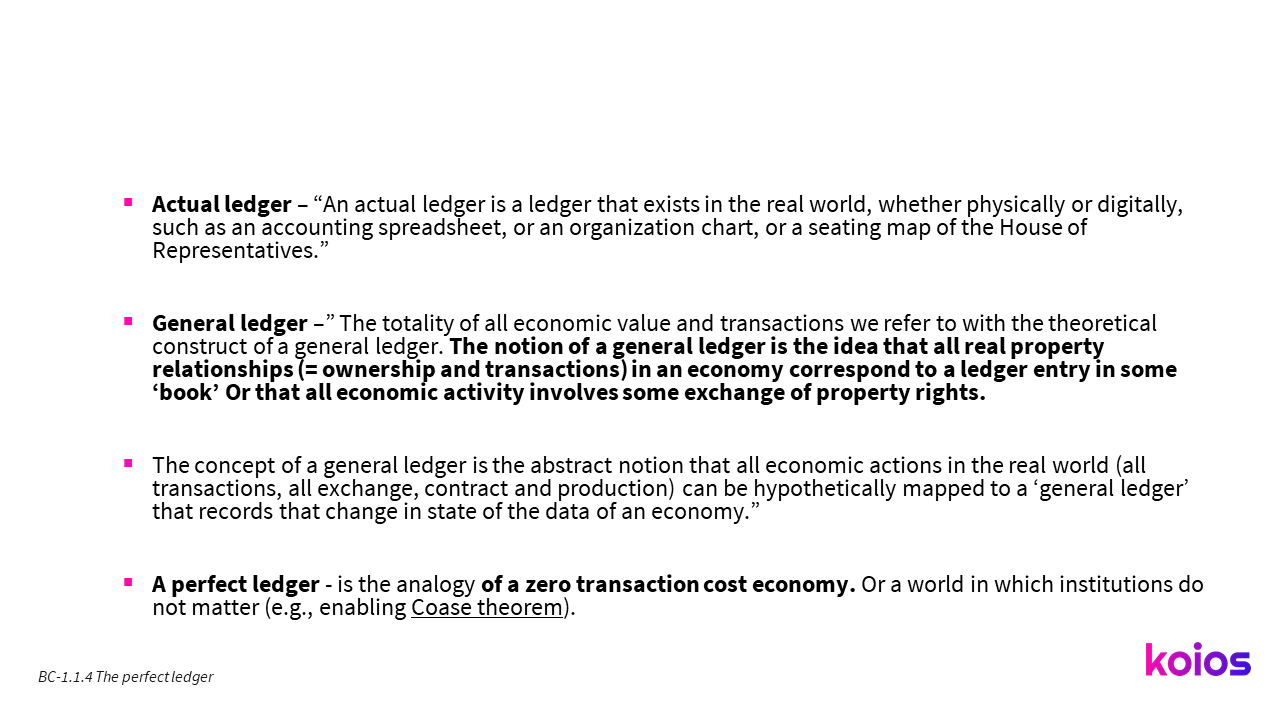 ▪ Actual ledger – “An actual ledger is a ledger that exists in the real world, whether physically or digitally,
such as an accounting spreadsheet, or an organization chart, or a seating map of the House of
Representatives.”
▪ General ledger –” The totality of all economic value and transactions we refer to with the theoretical
construct of a general ledger. The notion of a general ledger is the idea that all real property
relationships (= ownership and transactions) in an economy correspond to a ledger entry in some
‘book’ Or that all economic activity involves some exchange of property rights.
▪ The concept of a general ledger is the abstract notion that all economic actions in the real world (all
transactions, all exchange, contract and production) can be hypothetically mapped to a ‘general ledger’
that records that change in state of the data of an economy.”
▪ A perfect ledger - is the analogy of a zero transaction cost economy. Or a world in which institutions do
not matter (e.g., enabling Coase theorem).
BC-1.1.4 The perfect ledger
koios